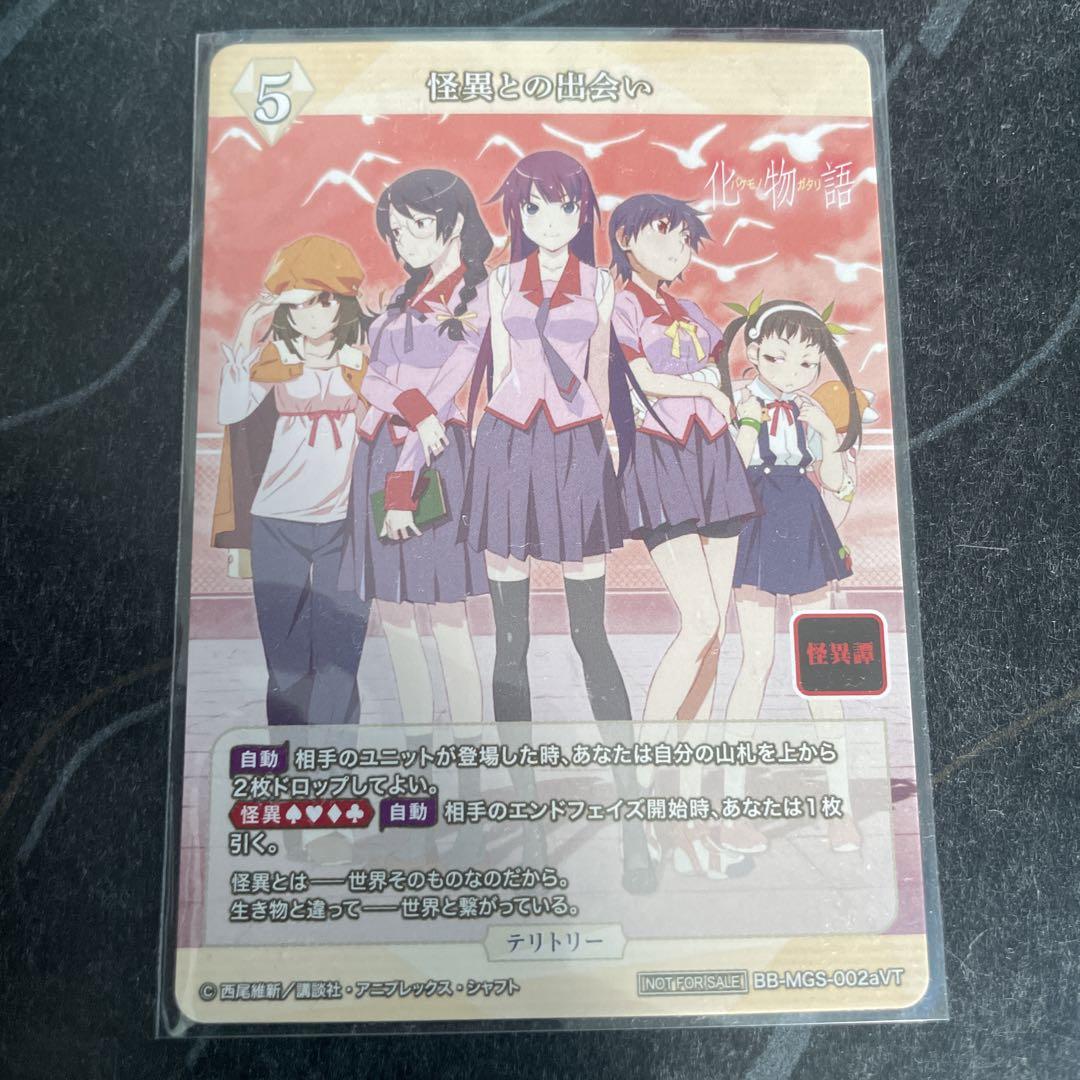 5
怪異との出会い
化物語
バケモノガタリ
怪異譚
自動 相手のユニットが登場した時、あなたは自分の山札を上から
2枚ドロップしてよい。
怪異♠♥♦♣ 自動 相手のエンドフェイズ開始時、あなたは1枚
引く。
怪異とは――世界そのものなのだから。
生き物と違って――世界と繋がっている。
テリトリー
© 西尾維新／講談社・アニプレックス・シャフト
NOT FOR SALE BB-MGS-002aVT